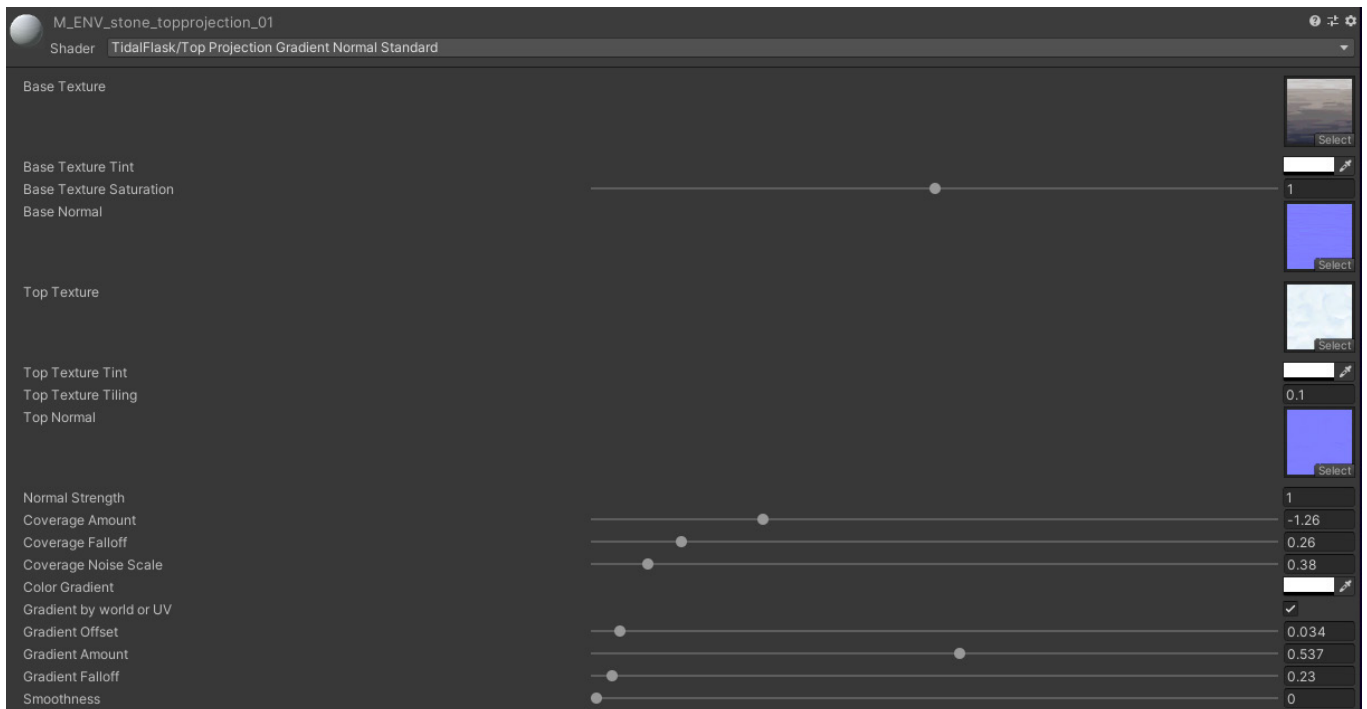 M_ENV_stone_topprojection_01
Shader TidalFlask/Top Projection Gradient Normal Standard
Base Texture
Select
Base Texture Tint
Base Texture Saturation 1
Base Normal
Select
Top Texture
Select
Top Texture Tint
Top Texture Tiling 0.1
Top Normal
Select
Normal Strength 1
Coverage Amount -1.26
Coverage Falloff 0.26
Coverage Noise Scale 0.38
Color Gradient
Gradient by world or UV
Gradient Offset 0.034
Gradient Amount 0.537
Gradient Falloff 0.23
Smoothness 0